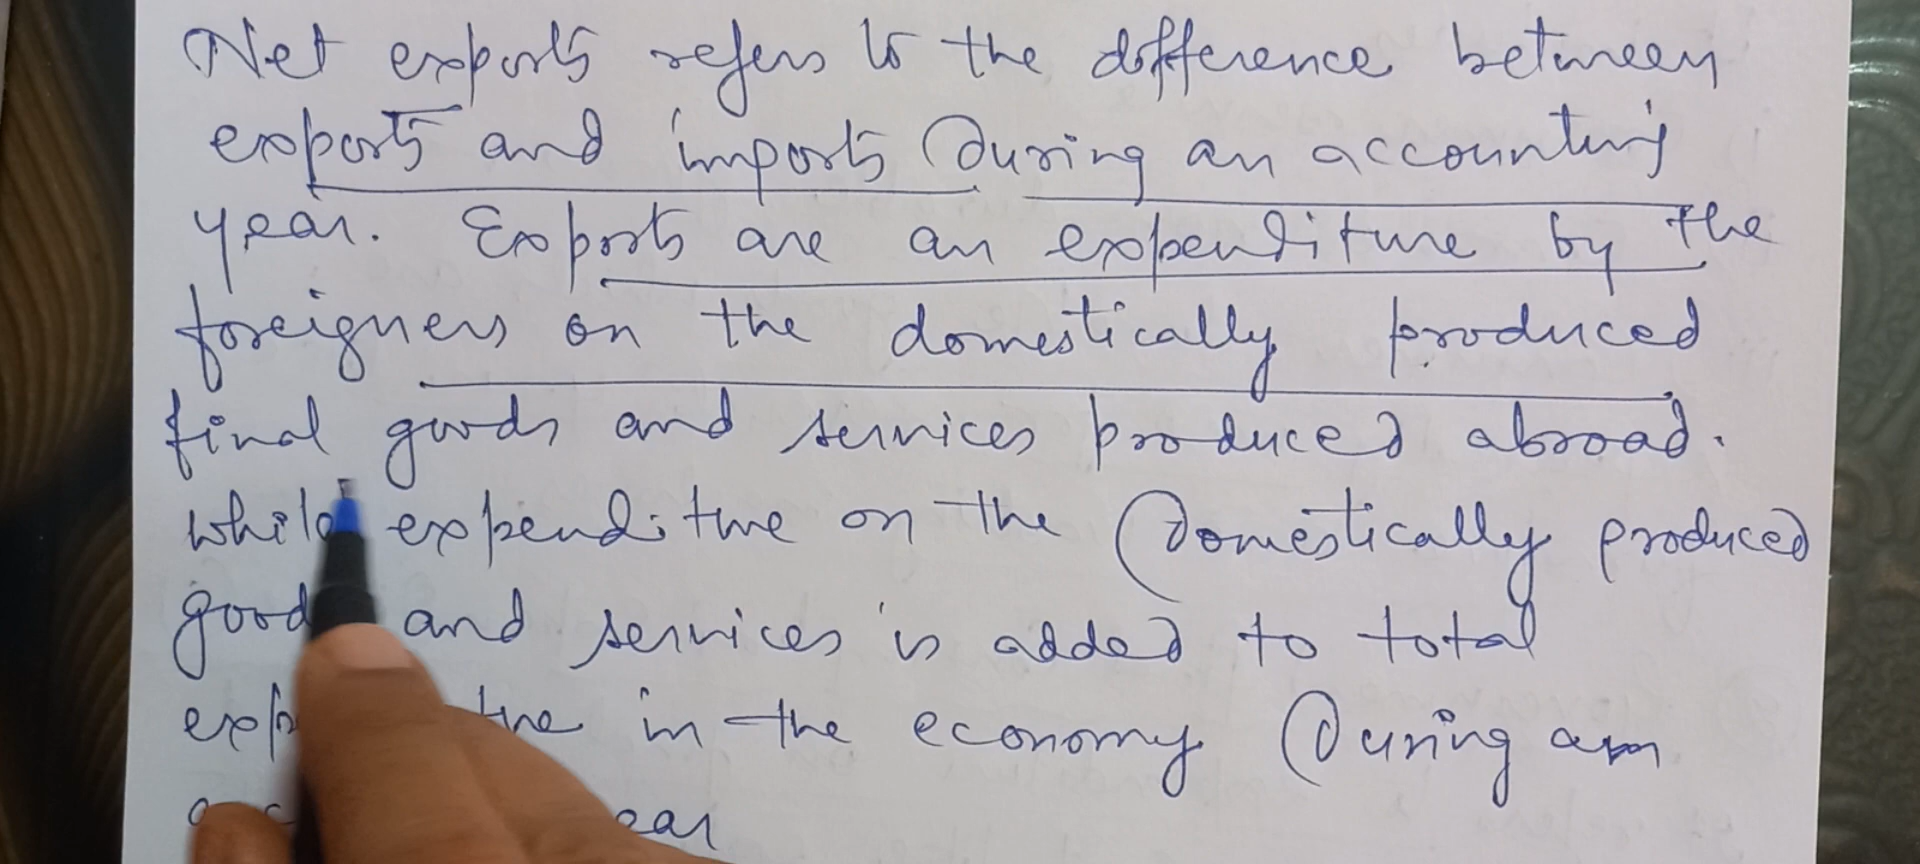 Net exports refers to the difference between
exports and imports during an accounting
year. Exports are an expenditure by the
foreigners on the domestically produced
final goods and services produced abroad.
while expenditure on the domestically produced
good and services is added to total
in the economy During an